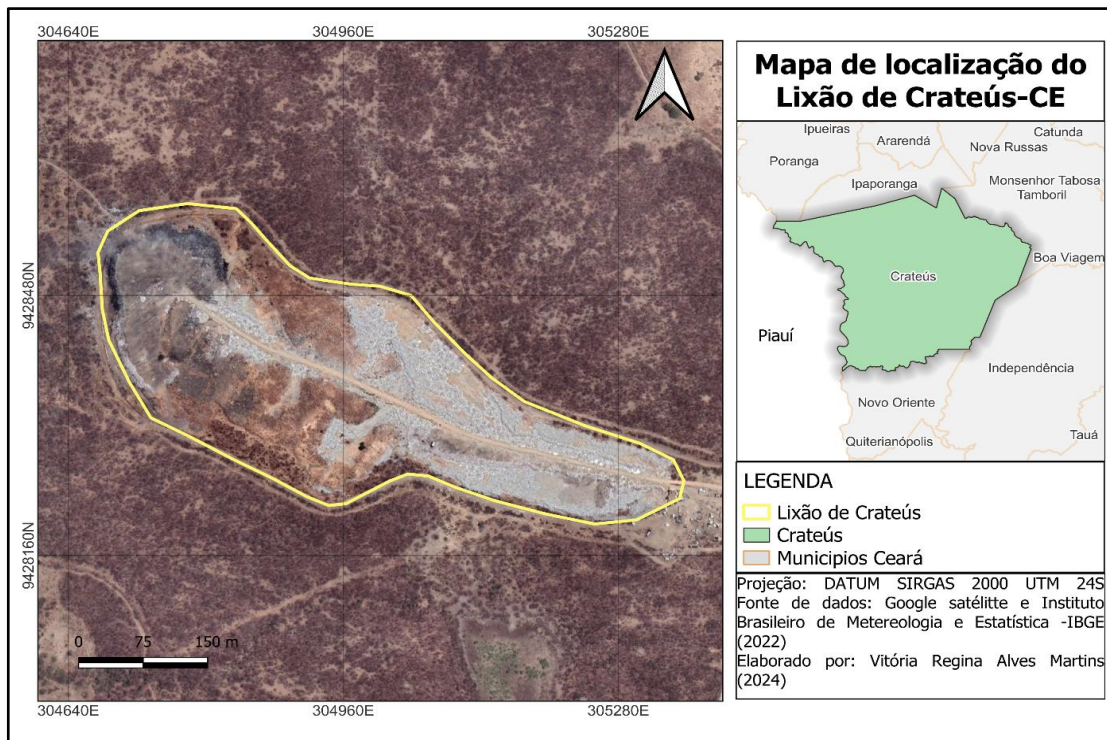 304640E
304960E
305280E
9428480N
9428160N
0 75 150 m
304640E
304960E
305280E
Mapa de localização do
Lixão de Crateús-CE
Ipueiras
Ararendá
Catunda
Nova Russas
Poranga
Ipaporanga
Monsenhor Tabosa
Tamboril
Boa Viagem
Crateús
Piauí
Independência
Novo Oriente
Tauá
Quiterianópolis
LEGENDA
Lixão de Crateús
Crateús
Municipios Ceará
Projeção: DATUM SIRGAS 2000 UTM 24S
Fonte de dados: Google satélitte e Instituto
Brasileiro de Metereologia e Estatística -IBGE
(2022)
Elaborado por: Vitória Regina Alves Martins
(2024)